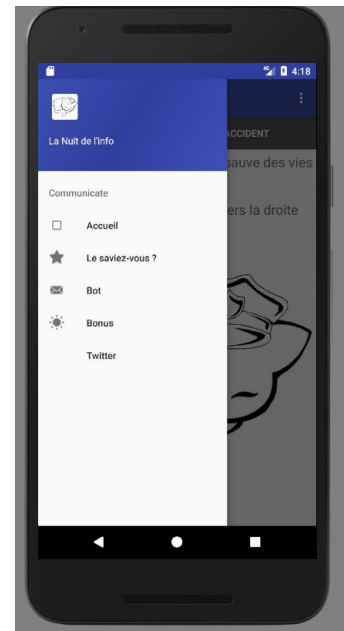 4G 4:18
La Nuit de l'info
ACCIDENT
sauve des vies
ers la droite
Communicate
Accueil
Le saviez-vous ?
Bot
Bonus
Twitter